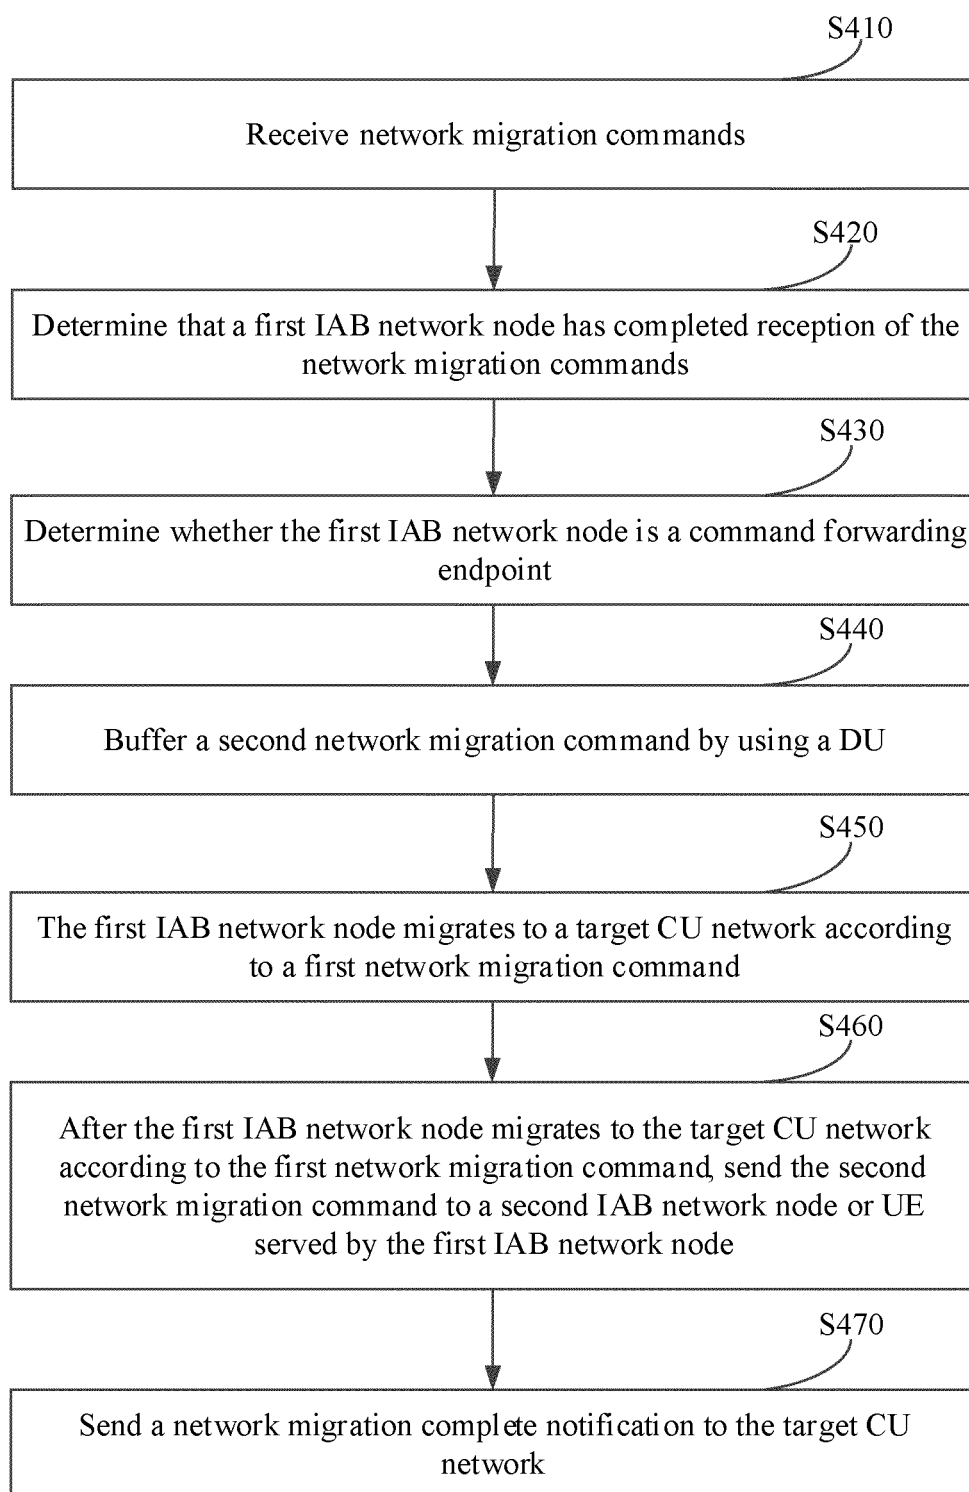 S410
Receive network migration commands
S420
Determine that a first IAB network node has completed reception of the
network migration commands
S430
Determine whether the first IAB network node is a command forwarding
endpoint
S440
Buffer a second network migration command by using a DU
S450
The first IAB network node migrates to a target CU network according
to a first network migration command
S460
After the first IAB network node migrates to the target CU network
according to the first network migration command, send the second
network migration command to a second IAB network node or UE
served by the first IAB network node
S470
Send a network migration complete notification to the target CU
network